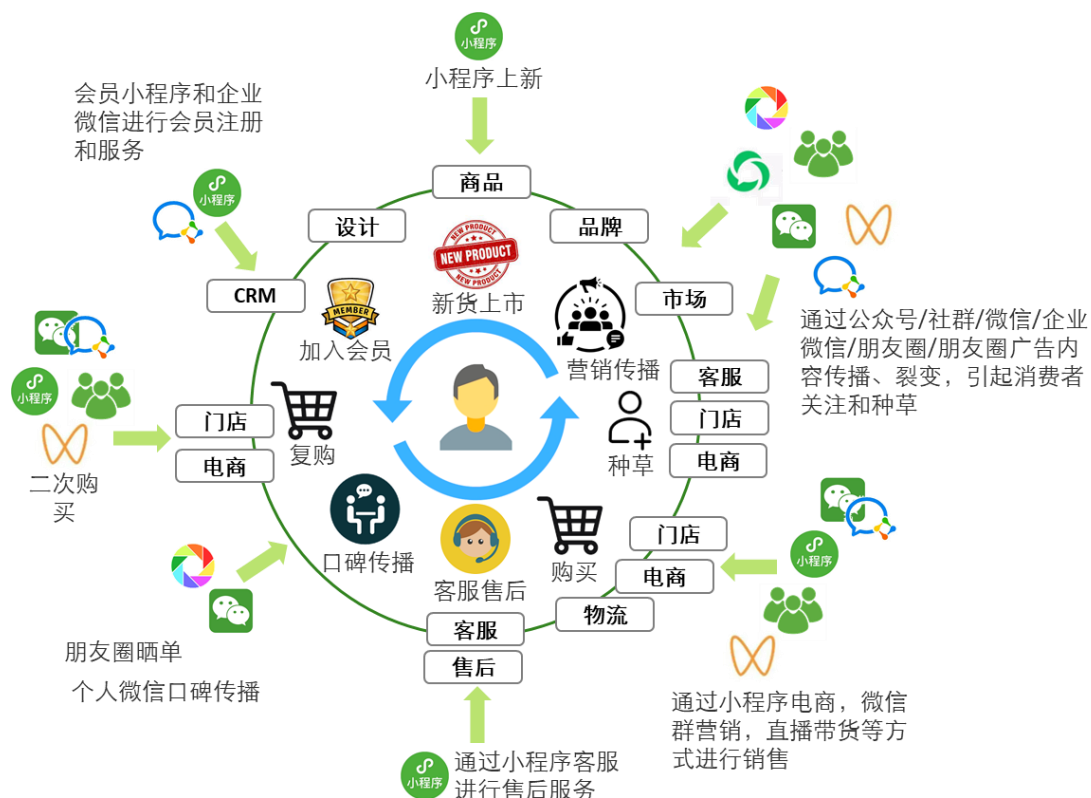 小程序
小程序上新
会员小程序和企业
微信进行会员注册
和服务
小程序
商品
设计
品牌
NEW PRODUCT
NEW PRODUCT
NEW PRODUCT
新货上市
CRM
MEMBER
加入会员
市场
营销传播
通过公众号/社群/微信/企业
微信/朋友圈/朋友圈广告内
容传播、裂变，引起消费者
关注和种草
客服
门店
电商
种草
小程序
门店
电商
复购
二次购
买
口碑传播
客服售后
购买
门店
电商
物流
小程序
客服
售后
朋友圈晒单
个人微信口碑传播
通过小程序电商，微信
群营销，直播带货等方
式进行销售
小程序
通过小程序客服
进行售后服务